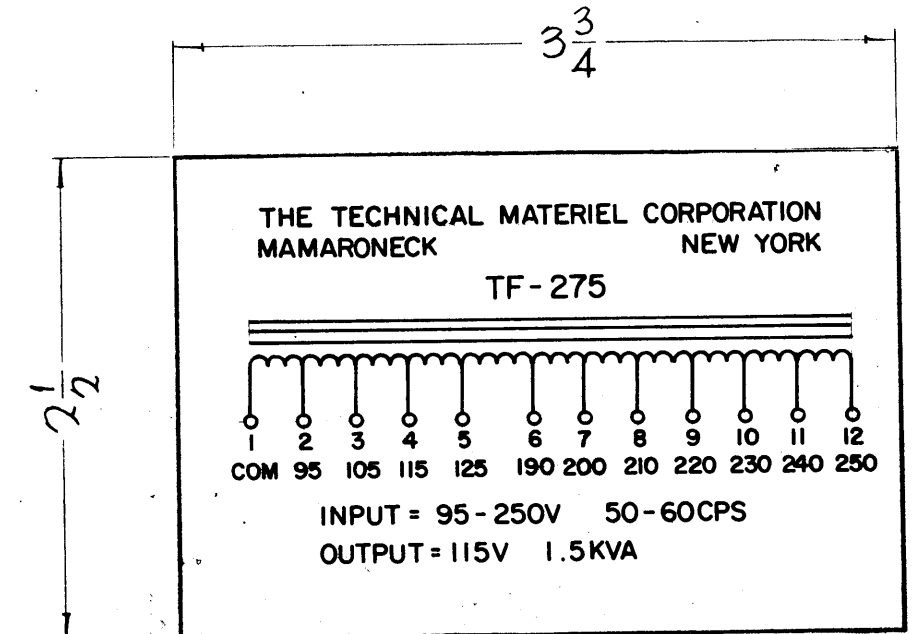 3 3/4
2 1/2
THE TECHNICAL MATERIEL CORPORATION
MAMARONECK NEW YORK
TF-275
1 2 3 4 5 6 7 8 9 10 11 12
COM 95 105 115 125 190 200 210 220 230 240 250
INPUT = 95-250V 50-60CPS
OUTPUT = 115V 1.5KVA